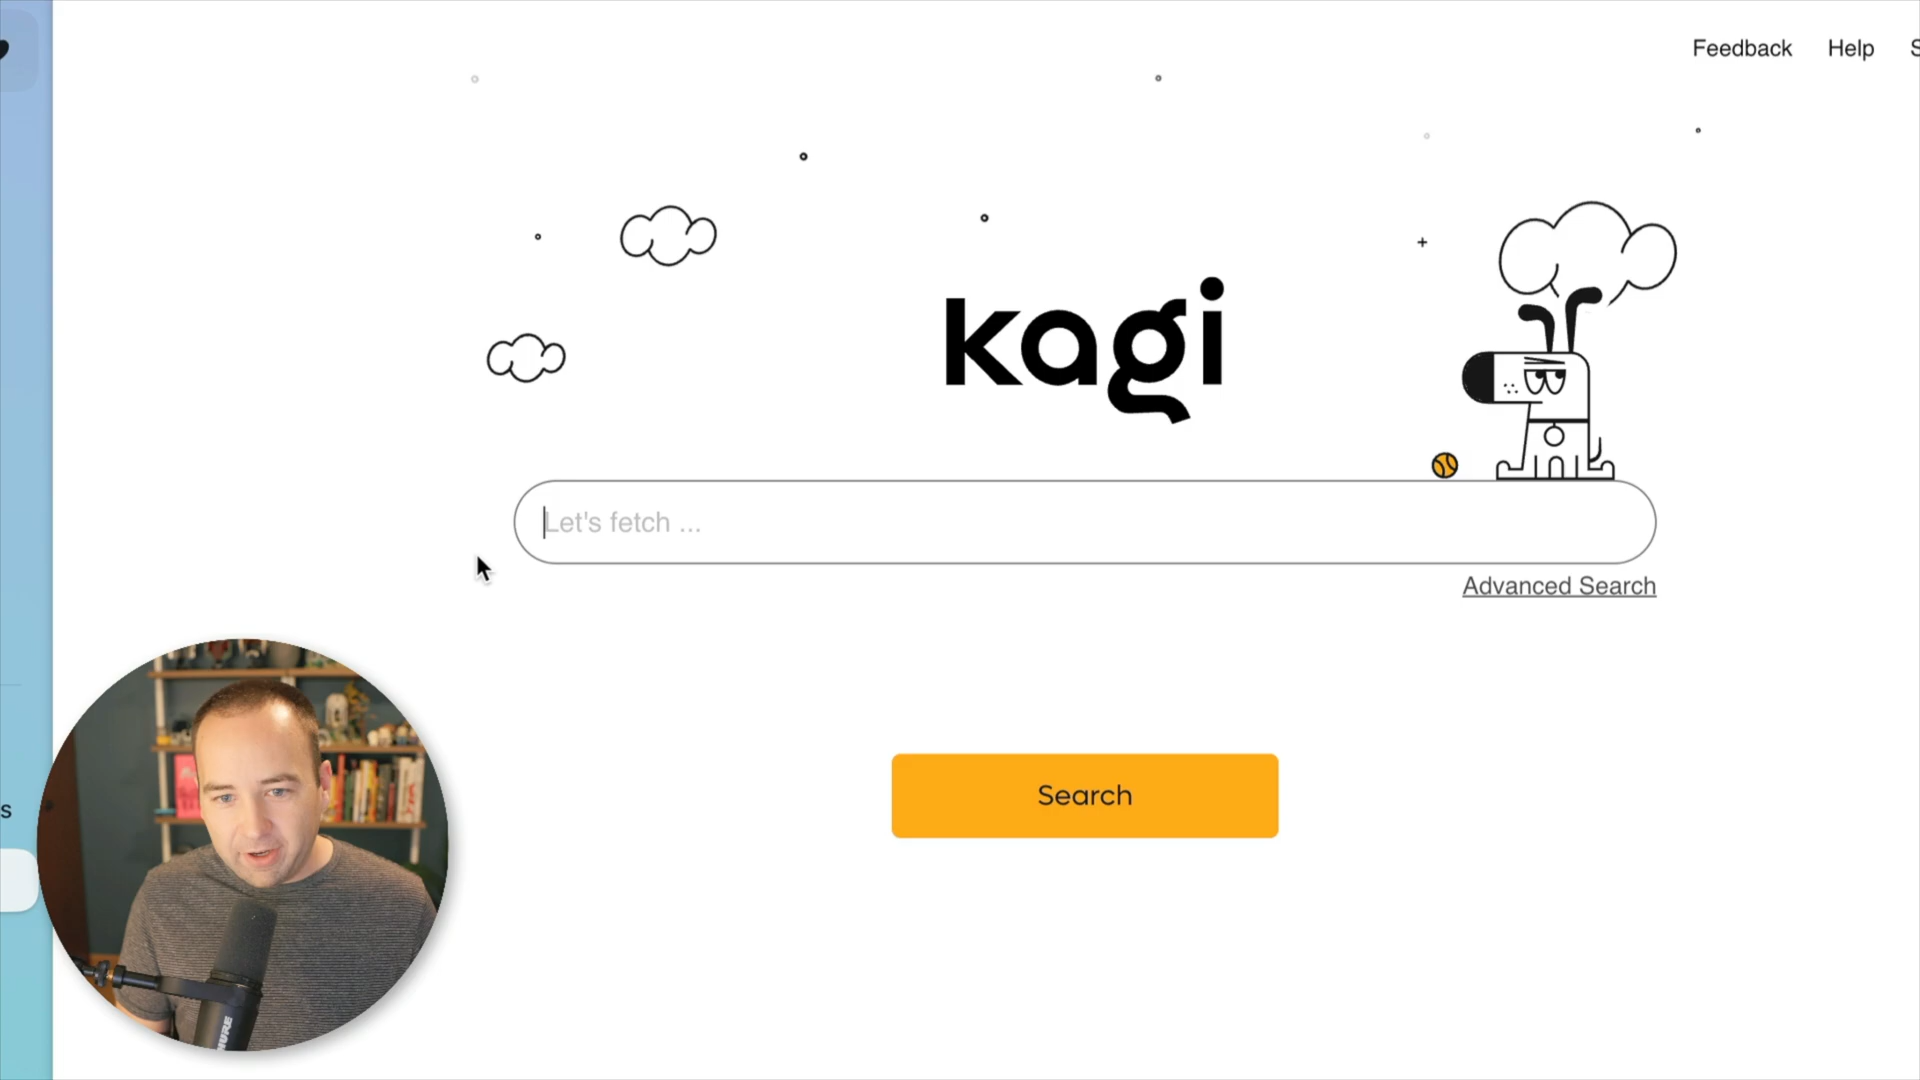 Feedback Help
kagi
Let's fetch ...
Advanced Search
Search
s